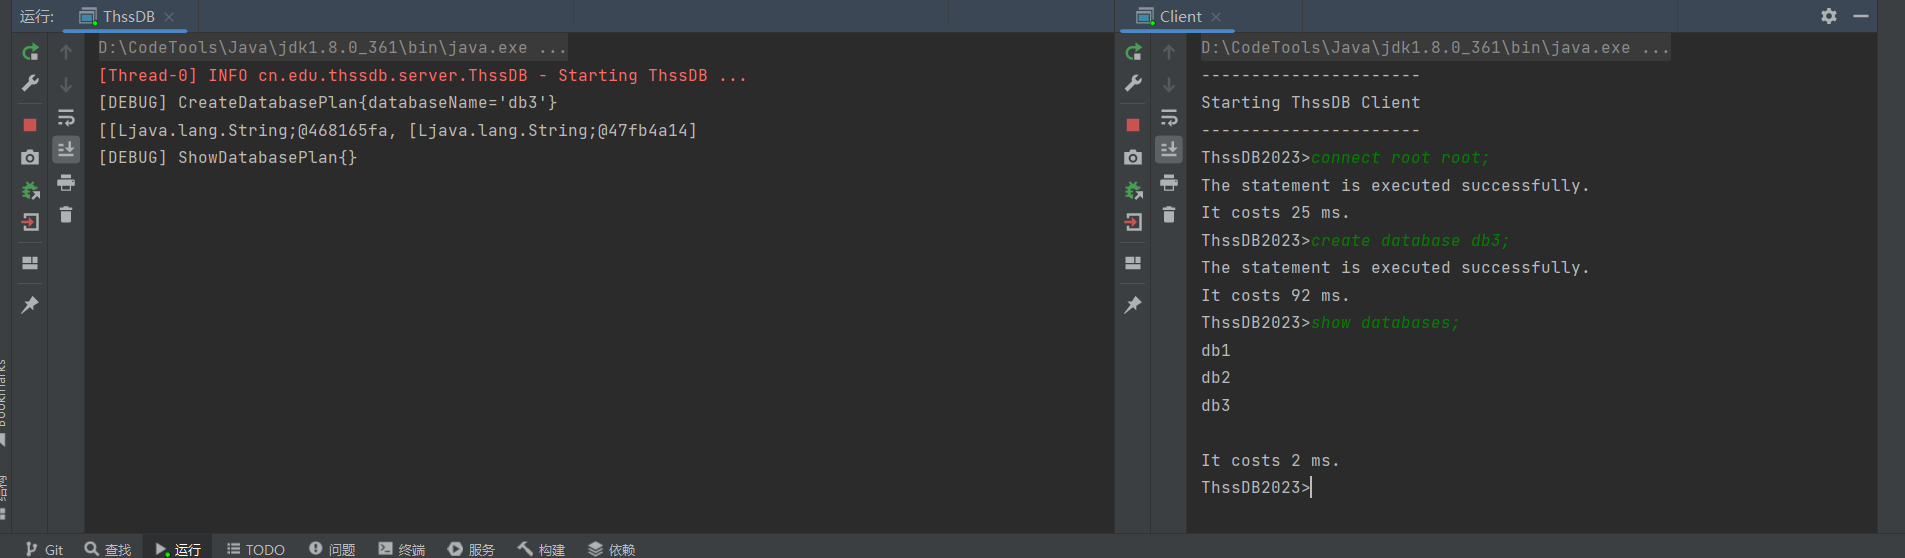 运行:
ThssDB
D:\CodeTools\Java\jdk1.8.0_361\bin\java.exe ...
[Thread-0] INFO cn.edu.thssdb.server.ThssDB - Starting ThssDB ...
[DEBUG] CreateDatabasePlan{databaseName='db3'}
[[Ljava.lang.String;@468165fa, [Ljava.lang.String;@47fb4a14]
[DEBUG] ShowDatabasePlan{}
Client
D:\CodeTools\Java\jdk1.8.0_361\bin\java.exe ...
----------------------
Starting ThssDB Client
----------------------
ThssDB2023>connect root root;
The statement is executed successfully.
It costs 25 ms.
ThssDB2023>create database db3;
The statement is executed successfully.
It costs 92 ms.
ThssDB2023>show databases;
db1
db2
db3
It costs 2 ms.
ThssDB2023>
Bookmarks
结构
Git 查找 运行 TODO 问题 终端 服务 构建 依赖